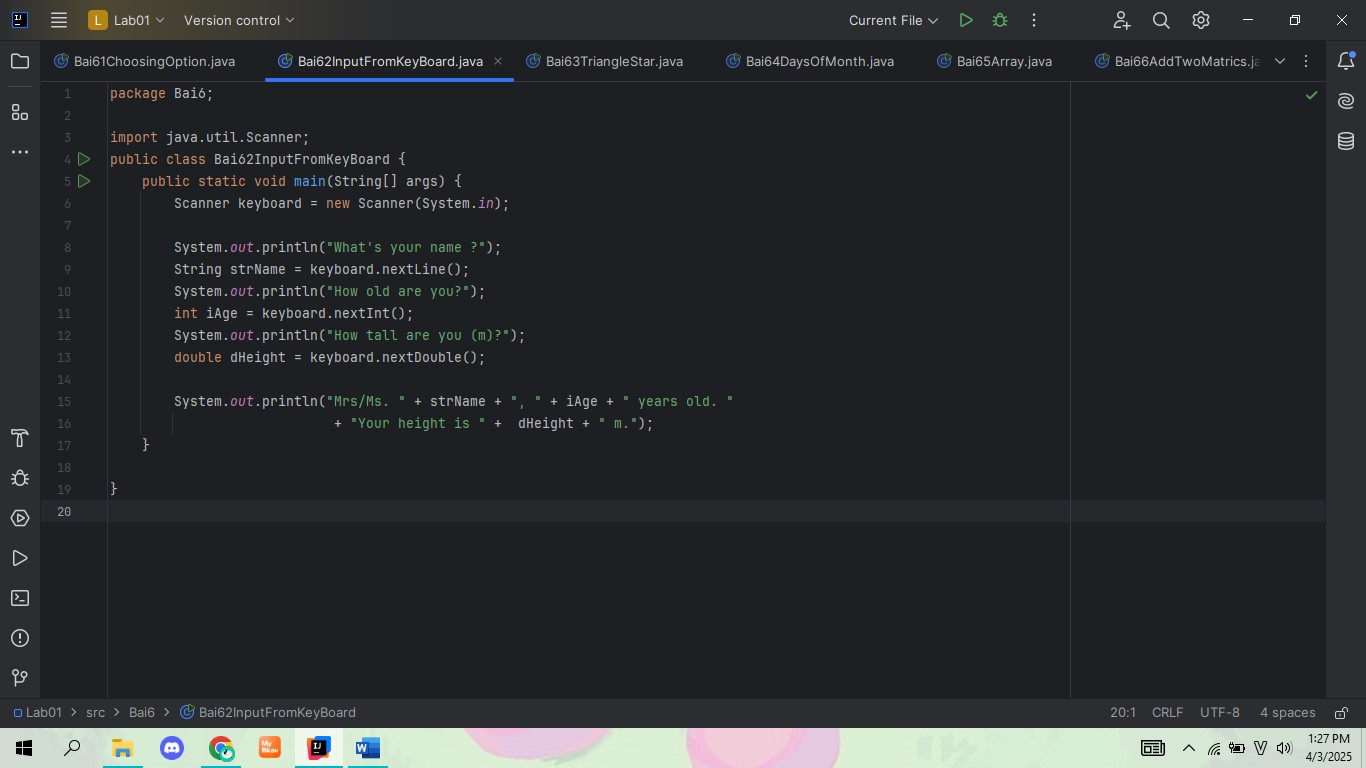 L Lab01 Version control Current File
Bai61ChoosingOption.java Bai62InputFromKeyBoard.java Bai63TriangleStar.java Bai64DaysOfMonth.java Bai65Array.java Bai66AddTwoMatrics.ja
1 package Bai6;
2
3 import java.util.Scanner;
4 public class Bai62InputFromKeyBoard {
5 public static void main(String[] args) {
6 Scanner keyboard = new Scanner(System.in);
7
8 System.out.println("What's your name ?");
9 String strName = keyboard.nextLine();
10 System.out.println("How old are you?");
11 int iAge = keyboard.nextInt();
12 System.out.println("How tall are you (m)?");
13 double dHeight = keyboard.nextDouble();
14
15 System.out.println("Mrs/Ms. " + strName + ", " + iAge + " years old. "
16 + "Your height is " +  dHeight + " m.");
17 }
18
19 }
20
Lab01 > src > Bai6 > Bai62InputFromKeyBoard 20:1 CRLF UTF-8 4 spaces
My Bkav
1:27 PM
4/3/2025